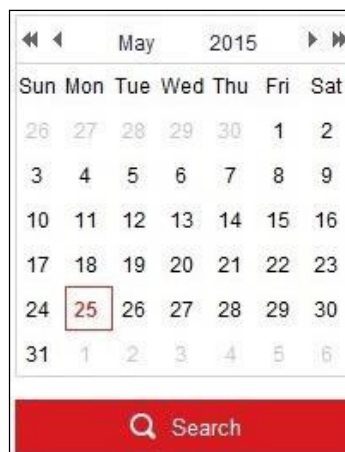 May 2015
Sun Mon Tue Wed Thu Fri Sat
26 27 28 29 30 1 2
3 4 5 6 7 8 9
10 11 12 13 14 15 16
17 18 19 20 21 22 23
24 25 26 27 28 29 30
31 1 2 3 4 5 6
Search